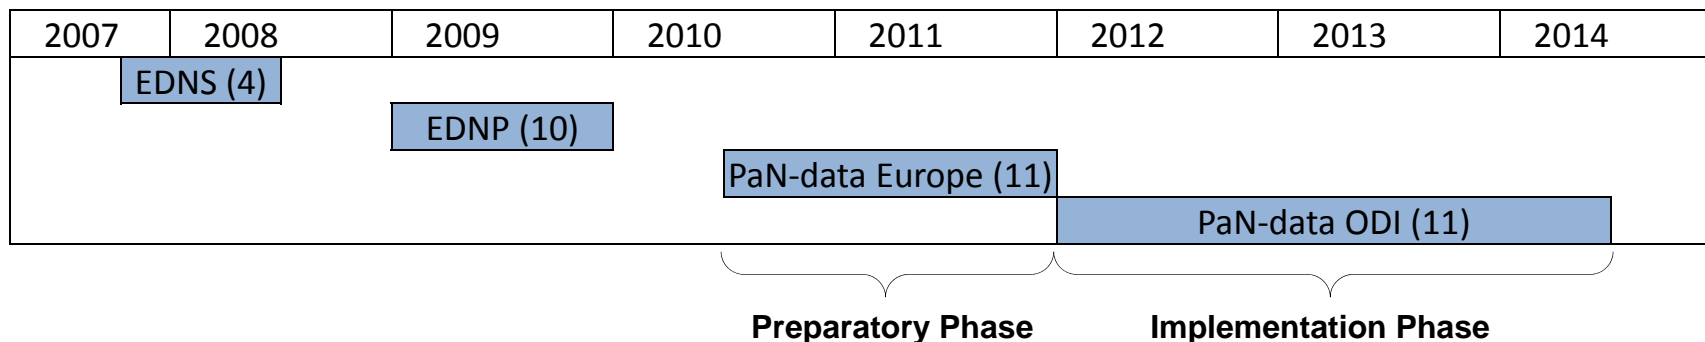 2007 2008 2009 2010 2011 2012 2013 2014
EDNS (4)
EDNP (10)
PaN-data Europe (11)
PaN-data ODI (11)
Preparatory Phase Implementation Phase